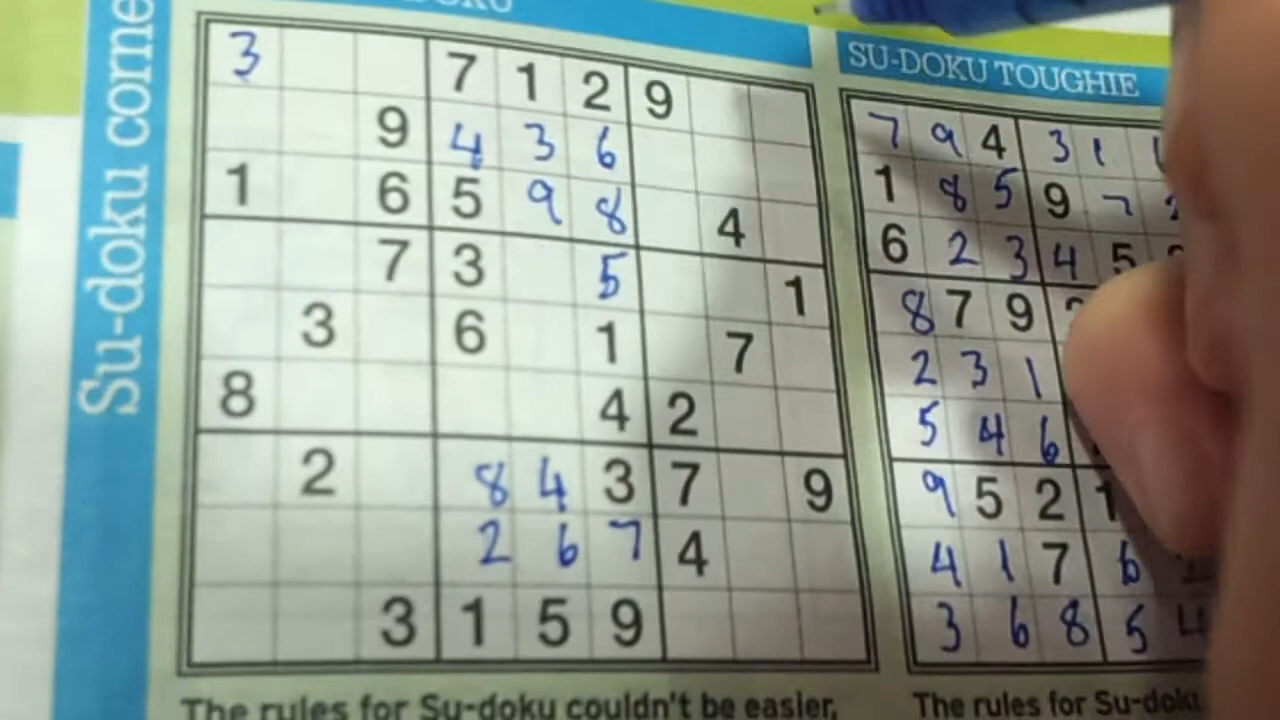 DOKU
SU-DOKU TOUGHIE
Su-doku corne
3 7 1 2 9
9 4 3 6
1 6 5 9 8 4
7 3 5 1
3 6 1 7
8 4 2
2 8 4 3 7 9
2 6 7 4
3 1 5 9
7 9 4 3 1
1 8 5 9 7 2
6 2 3 4 5
8 7 9
2 3 1
5 4 6
9 5 2 1
4 1 7 6
3 6 8 5 4
The rules for Su-doku couldn't be easier,
The rules for Su-doku